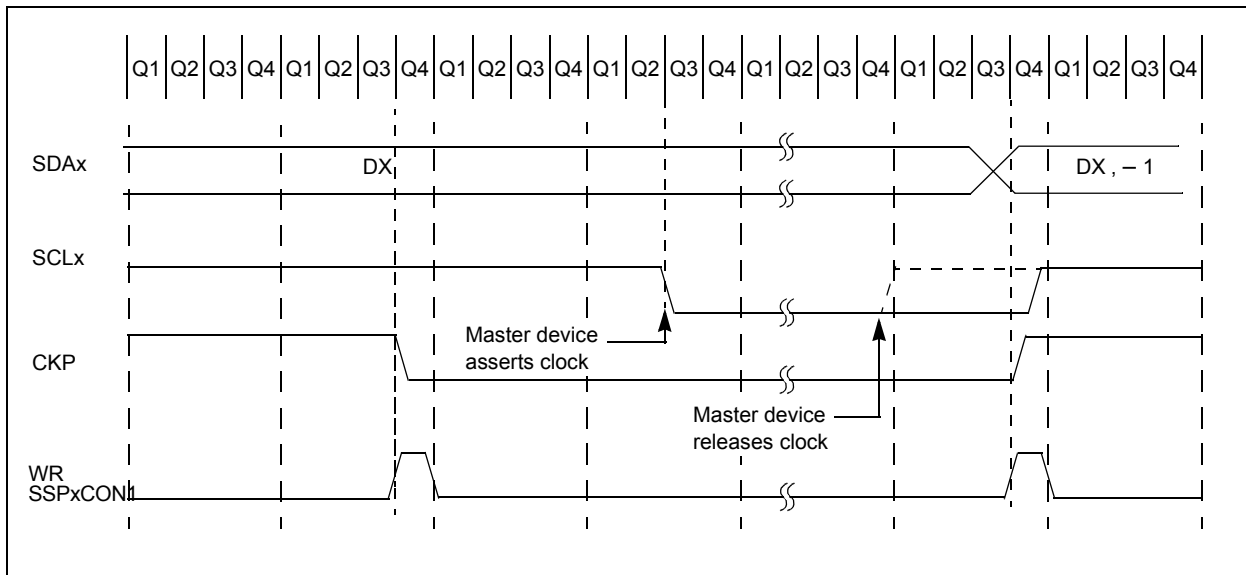 Q1 Q2 Q3 Q4 Q1 Q2 Q3 Q4 Q1 Q2 Q3 Q4 Q1 Q2 Q3 Q4 Q1 Q2 Q3 Q4 Q1 Q2 Q3 Q4 Q1 Q2 Q3 Q4
SDAx
DX
DX , – 1
SCLx
Master device
asserts clock
CKP
Master device
releases clock
WR
SSPxCON1